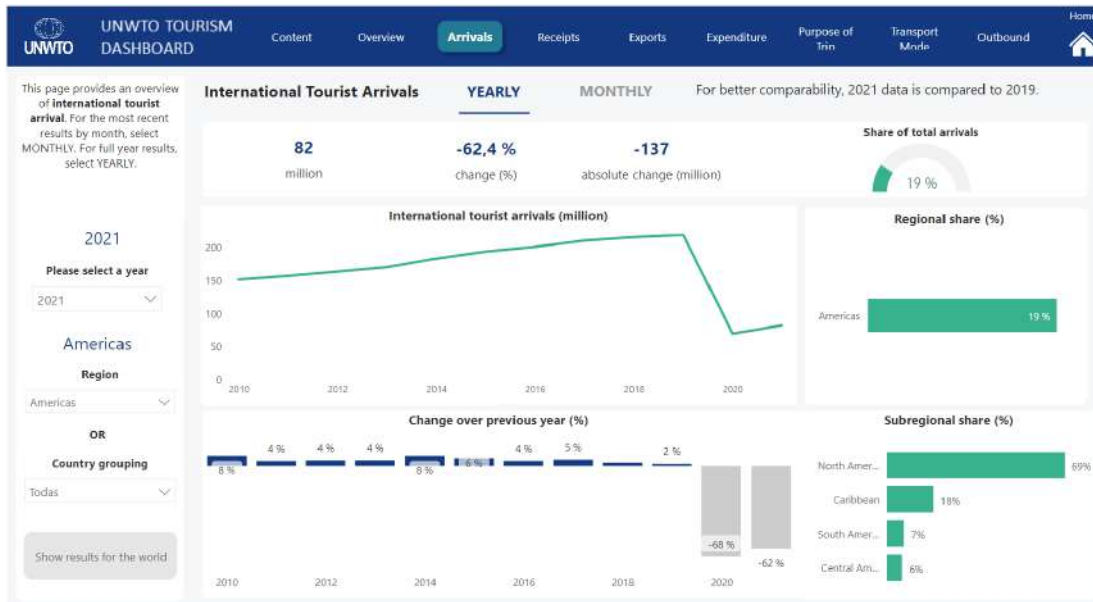 UNWTO
UNWTO TOURISM
DASHBOARD
Content
Overview
Arrivals
Receipts
Exports
Expenditure
Purpose of
Trip
Transport
Mode
Outbound
Home
This page provides an overview
of international tourist
arrival. For the most recent
results by month, select
MONTHLY. For full year results,
select YEARLY.
2021
Please select a year
2021
Americas
Region
Americas
OR
Country grouping
Todas
Show results for the world
International Tourist Arrivals
YEARLY
MONTHLY
For better comparability, 2021 data is compared to 2019.
82
million
-62,4 %
change (%)
-137
absolute change (million)
Share of total arrivals
19 %
International tourist arrivals (million)
200
150
100
50
0
2010 2012 2014 2016 2018 2020
Regional share (%)
Americas 19 %
Change over previous year (%)
8 % 4 % 4 % 4 % 8 % 6 % 4 % 5 % 2 % -68 % -62 %
2010 2012 2014 2016 2018 2020
Subregional share (%)
North Amer... 69%
Caribbean 18%
South Amer... 7%
Central Am... 6%